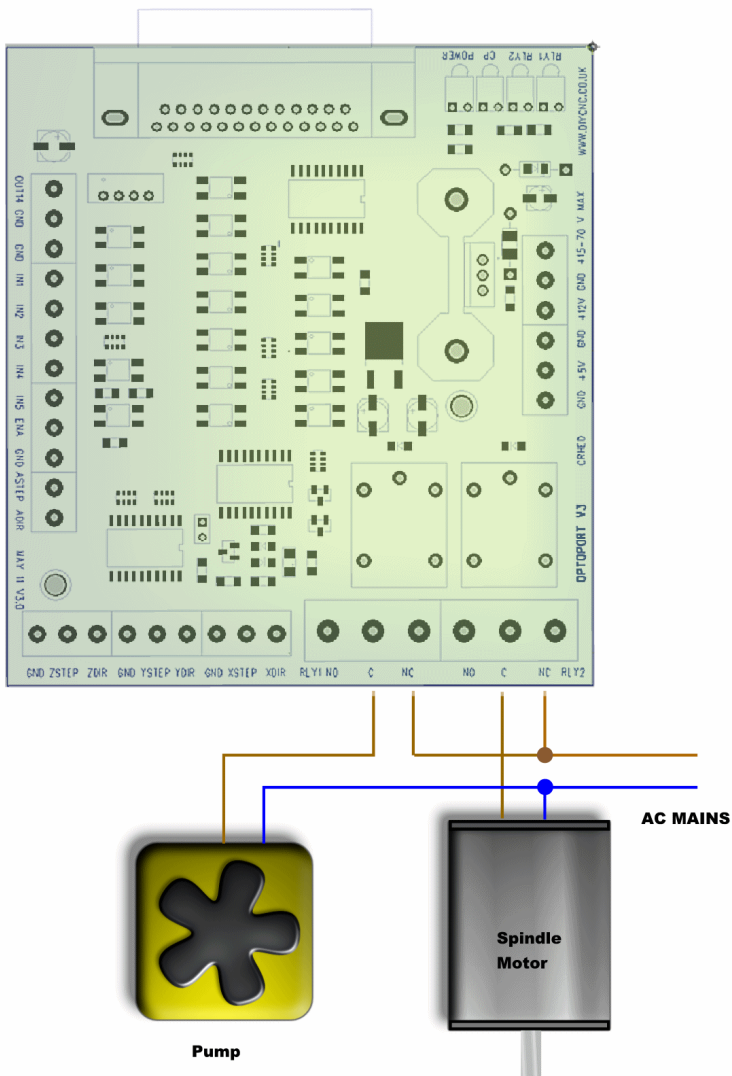 POWER CP RLY2 RLY1
WWW.DIYCNC.CO.UK
OUT14 GND GND IN1 IN2 IN3 IN4 IN5 ENA GND ASTEP ADIR
MAY 11 V3.0
+15-70 V MAX GND +12V GND +5V GND
CRHED
OPTOPORT V3
GND ZSTEP ZDIR GND YSTEP YDIR GND XSTEP XDIR RLY1 NO C NC NO C NC RLY2
AC MAINS
Spindle
Motor
Pump